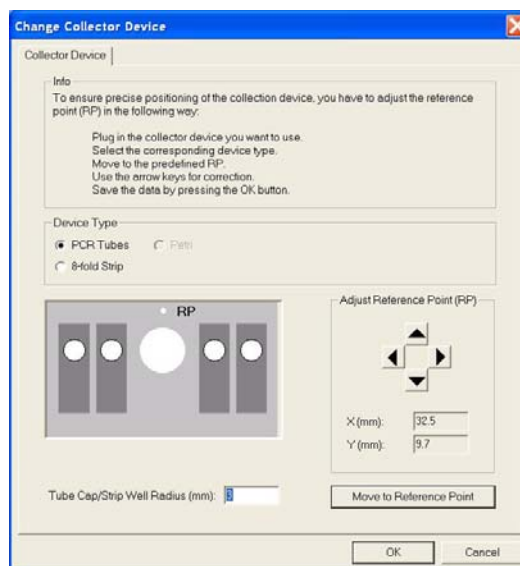 Change Collector Device
Collector Device
Info
To ensure precise positioning of the collection device, you have to adjust the reference
point (RP) in the following way:
Plug in the collector device you want to use.
Select the corresponding device type.
Move to the predefined RP.
Use the arrow keys for correction.
Save the data by pressing the OK button.
Device Type
PCR Tubes Petri
8-fold Strip
RP
Adjust Reference Point (RP)
X (mm): 32.5
Y (mm): 9.7
Tube Cap/Strip Well Radius (mm): 3
Move to Reference Point
OK Cancel